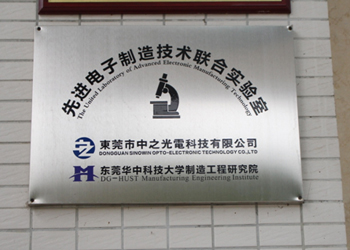 先进电子制造技术联合实验室
The United Laboratory of Advanced Electronic Manufacturing Technology
東莞市中之光電科技有限公司
DONGGUAN SINOWIN OPTO-ELECTRONIC TECHNOLOGY CO.,LTD
东莞华中科技大学制造工程研究院
DG-HUST Manufacturing Engineering Institute